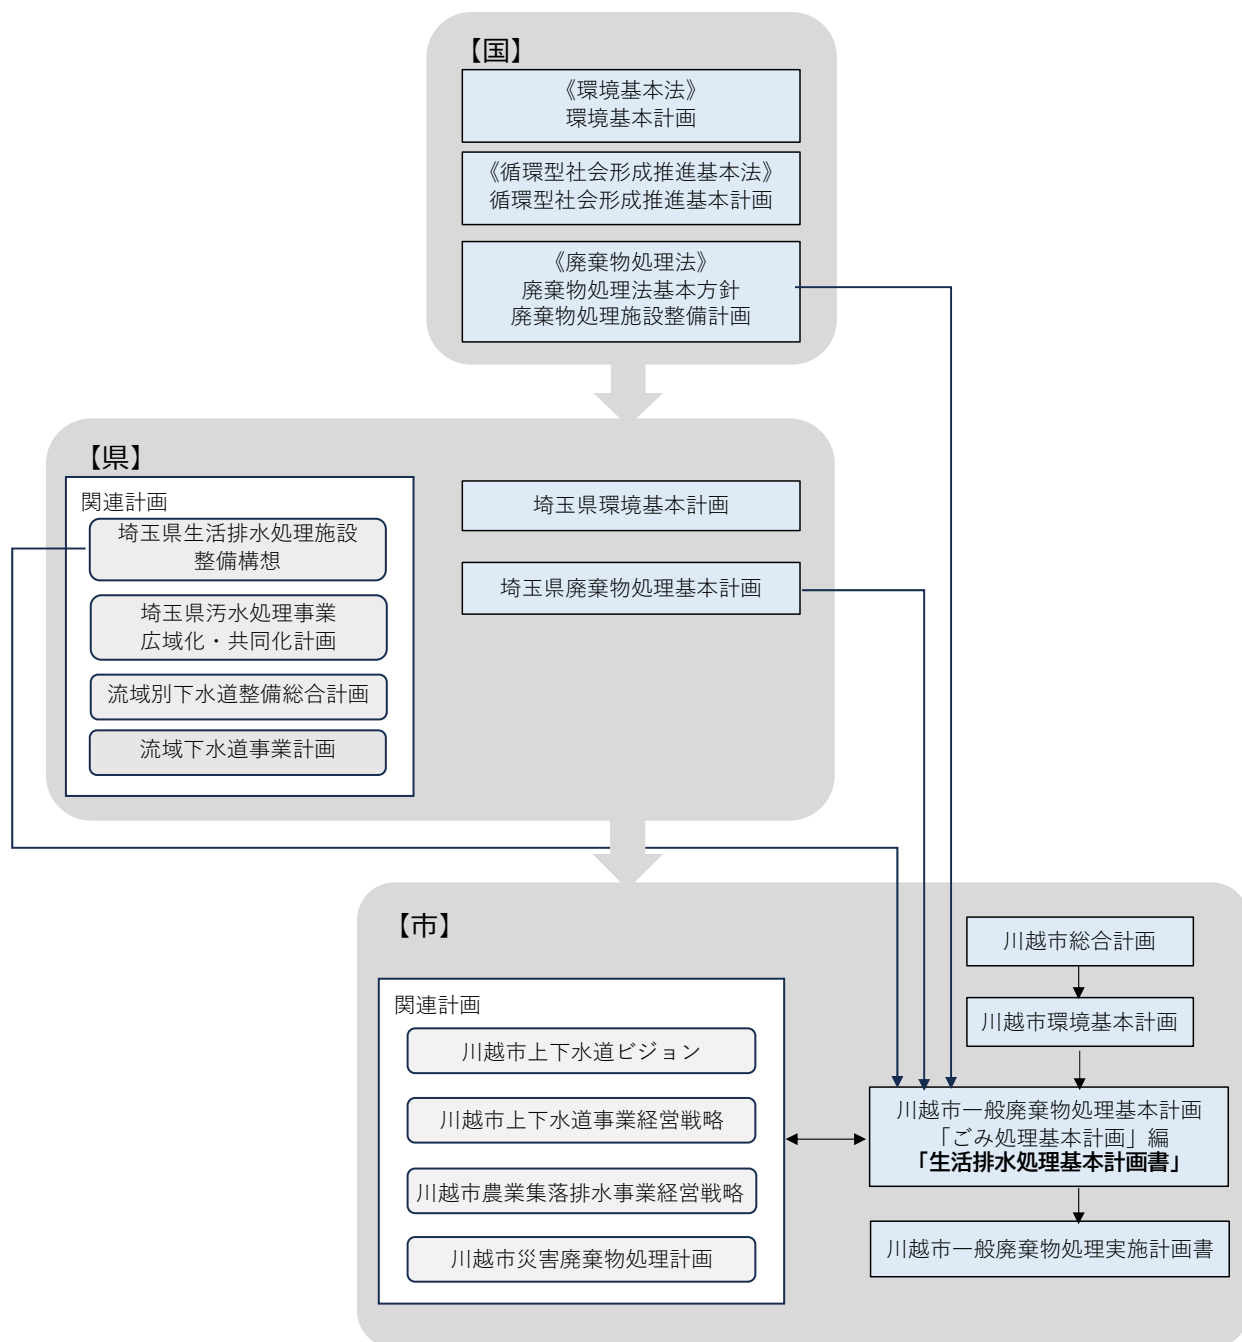 【国】
《環境基本法》
環境基本計画
《循環型社会形成推進基本法》
循環型社会形成推進基本計画
《廃棄物処理法》
廃棄物処理法基本方針
廃棄物処理施設整備計画
【県】
関連計画
埼玉県生活排水処理施設
整備構想
埼玉県汚水処理事業
広域化・共同化計画
流域別下水道整備総合計画
流域下水道事業計画
埼玉県環境基本計画
埼玉県廃棄物処理基本計画
【市】
関連計画
川越市上下水道ビジョン
川越市上下水道事業経営戦略
川越市農業集落排水事業経営戦略
川越市災害廃棄物処理計画
川越市総合計画
川越市環境基本計画
川越市一般廃棄物処理基本計画
「ごみ処理基本計画」編
「生活排水処理基本計画書」
川越市一般廃棄物処理実施計画書